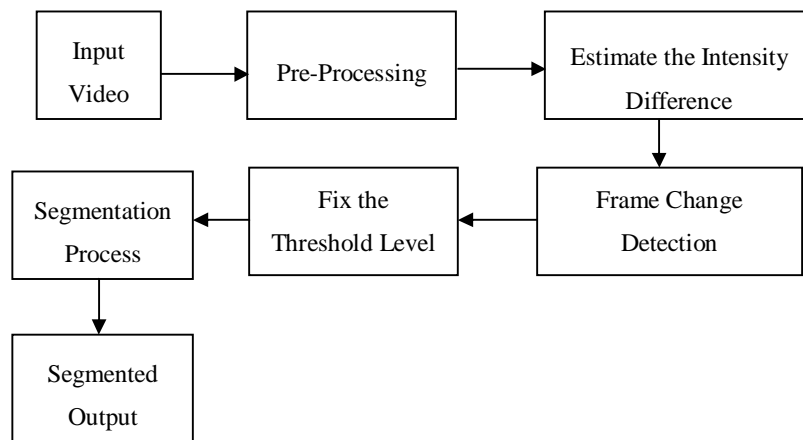 Input
Video
Pre-Processing
Estimate the Intensity
Difference
Frame Change
Detection
Fix the
Threshold Level
Segmentation
Process
Segmented
Output